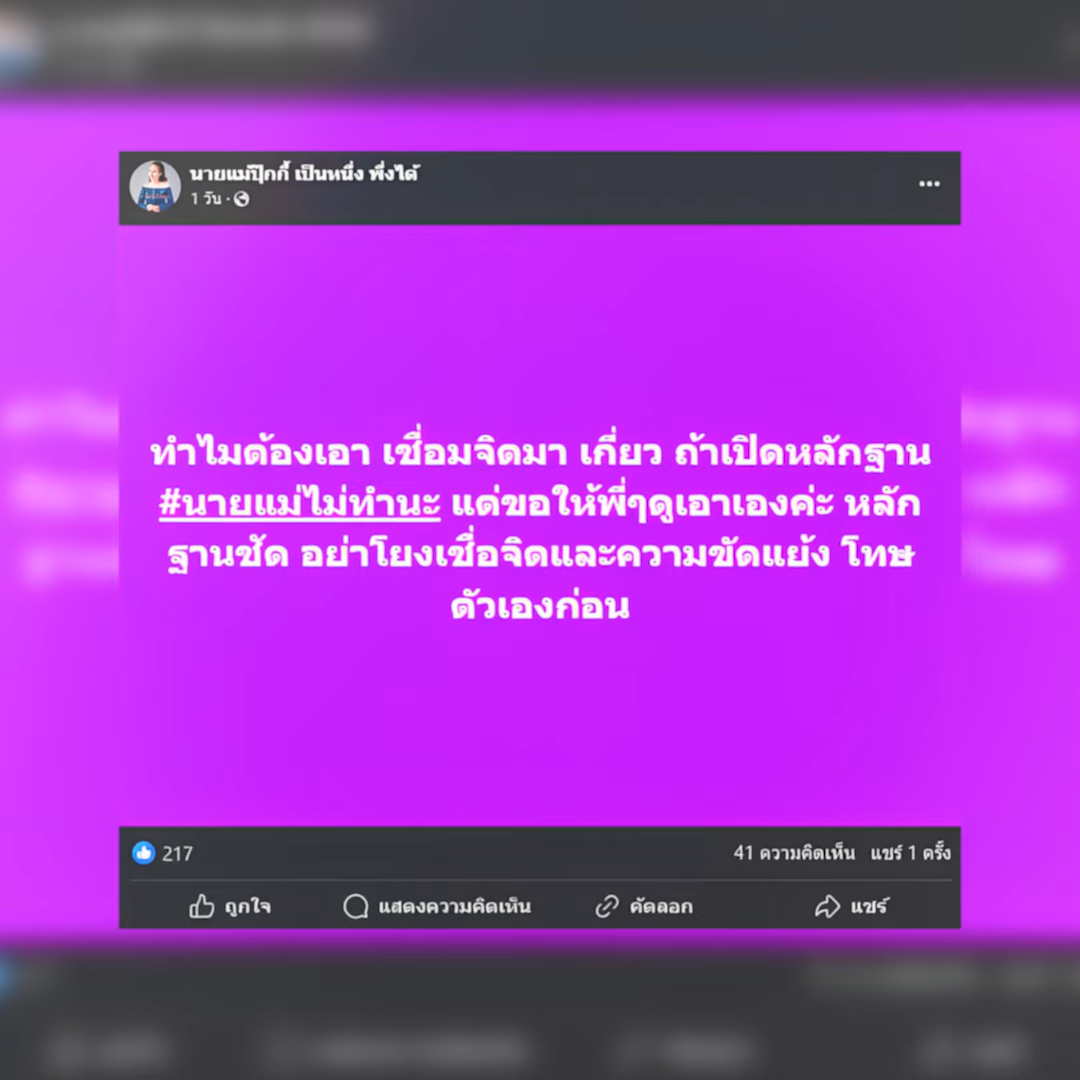 นายแม่ปุ๊กกี้ เป็นหนึ่ง พึ่งได้
1 วัน ·
ทำไมต้องเอา เชื่อมจิตมา เกี่ยว ถ้าเปิดหลักฐาน
#นายแม่ไม่ทำนะ แต่ขอให้พี่ๆดูเอาเองค่ะ หลัก
ฐานชัด อย่าโยงเชื่อจิตและความขัดแย้ง โทษ
ตัวเองก่อน
217 41 ความคิดเห็น แชร์ 1 ครั้ง
ถูกใจ แสดงความคิดเห็น คัดลอก แชร์